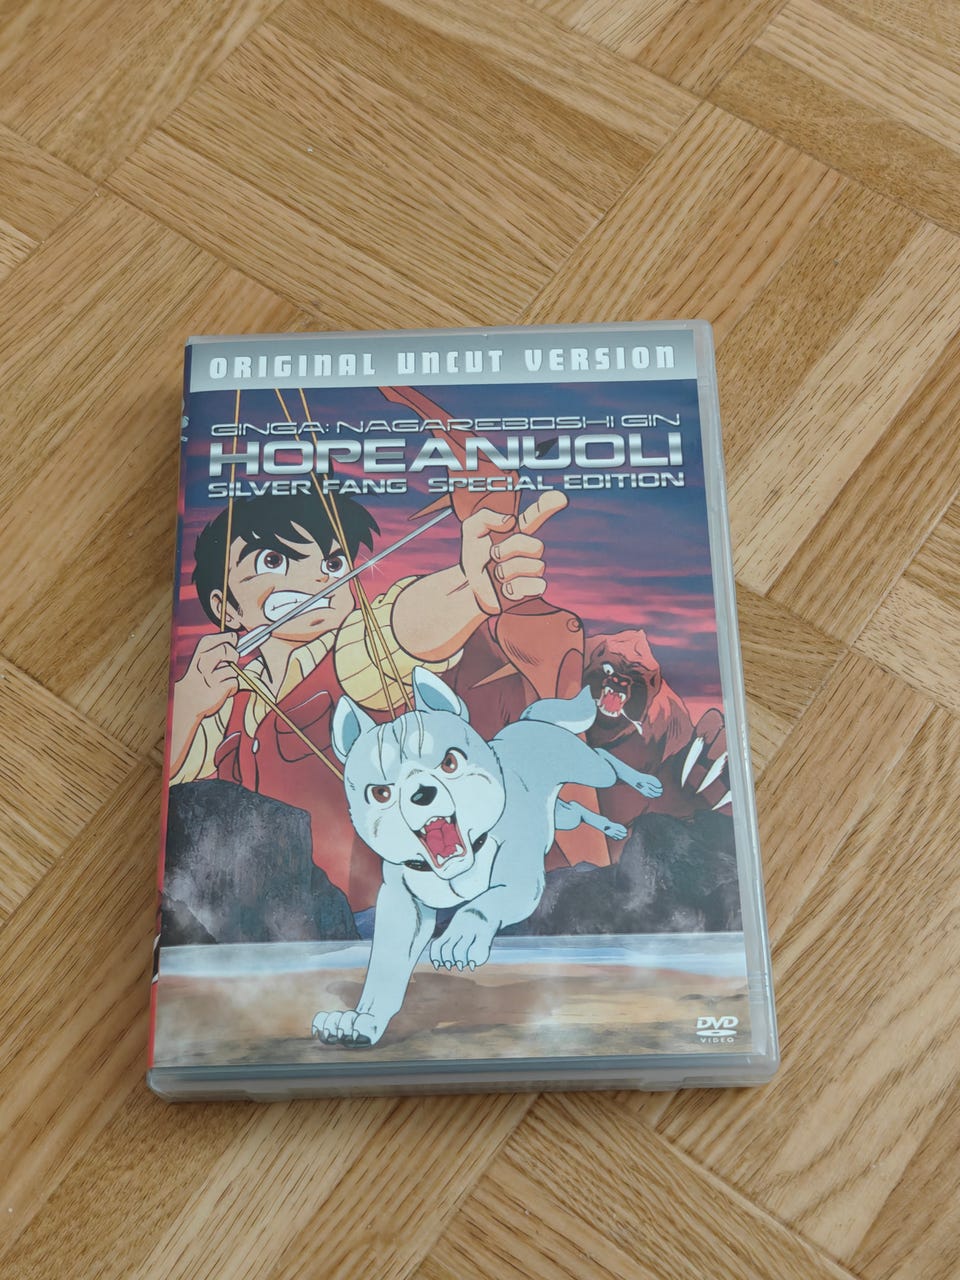 ORIGINAL UNCUT VERSION
GINGA: NAGAREBOSHI GIN
HOPEANUOLI
SILVER FANG SPECIAL EDITION
DVD
VIDEO